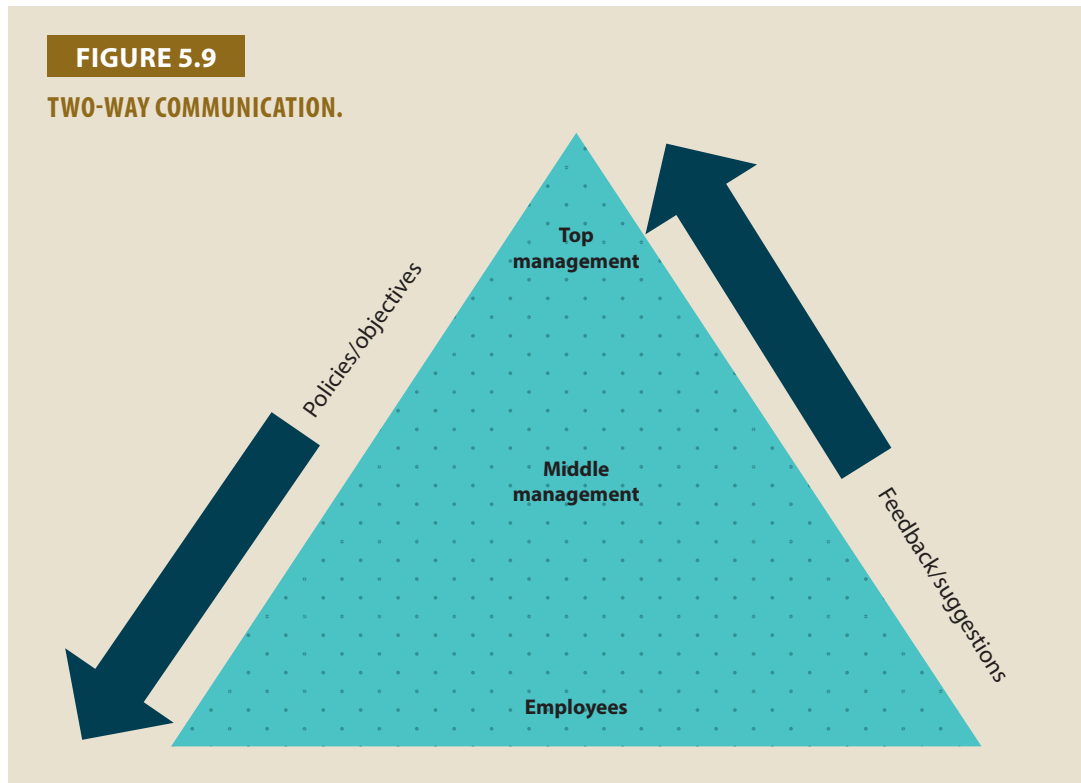 FIGURE 5.9
TWO-WAY COMMUNICATION.
Top
management
Policies/objectives
Middle
management
Feedback/suggestions
Employees